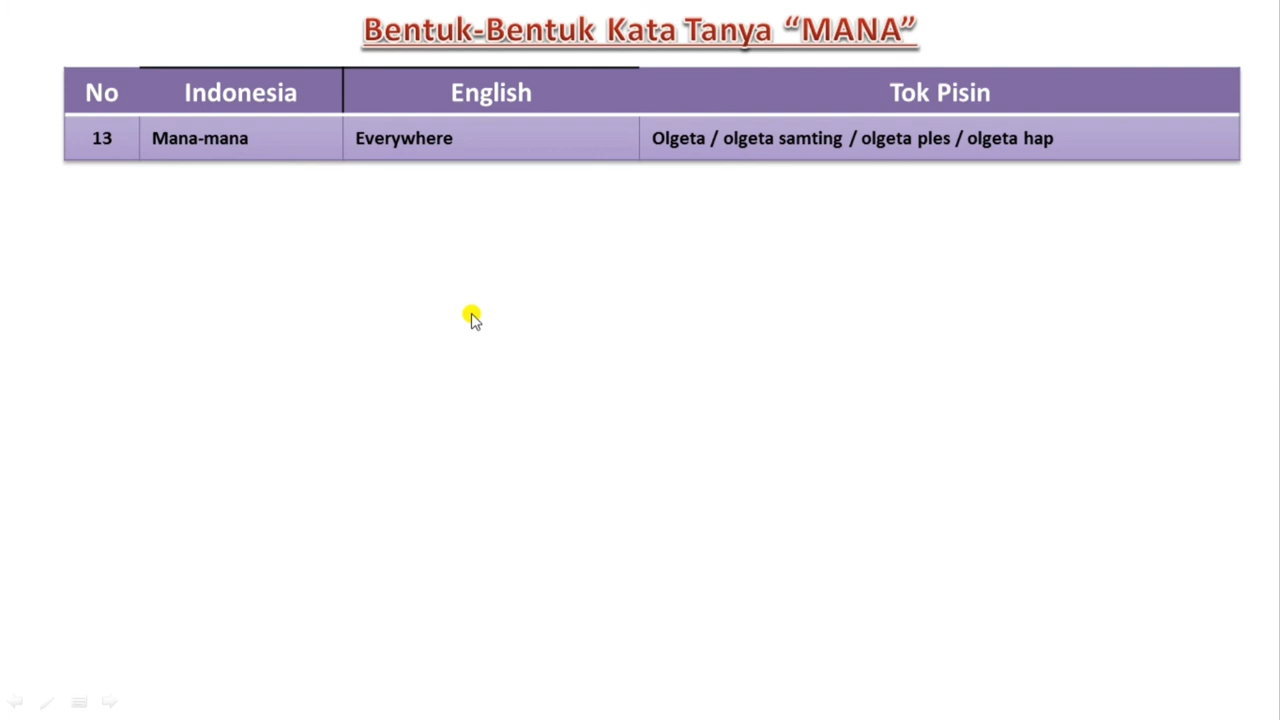 Bentuk-Bentuk Kata Tanya “MANA”
No Indonesia English Tok Pisin
13 Mana-mana Everywhere Olgeta / olgeta samting / olgeta ples / olgeta hap